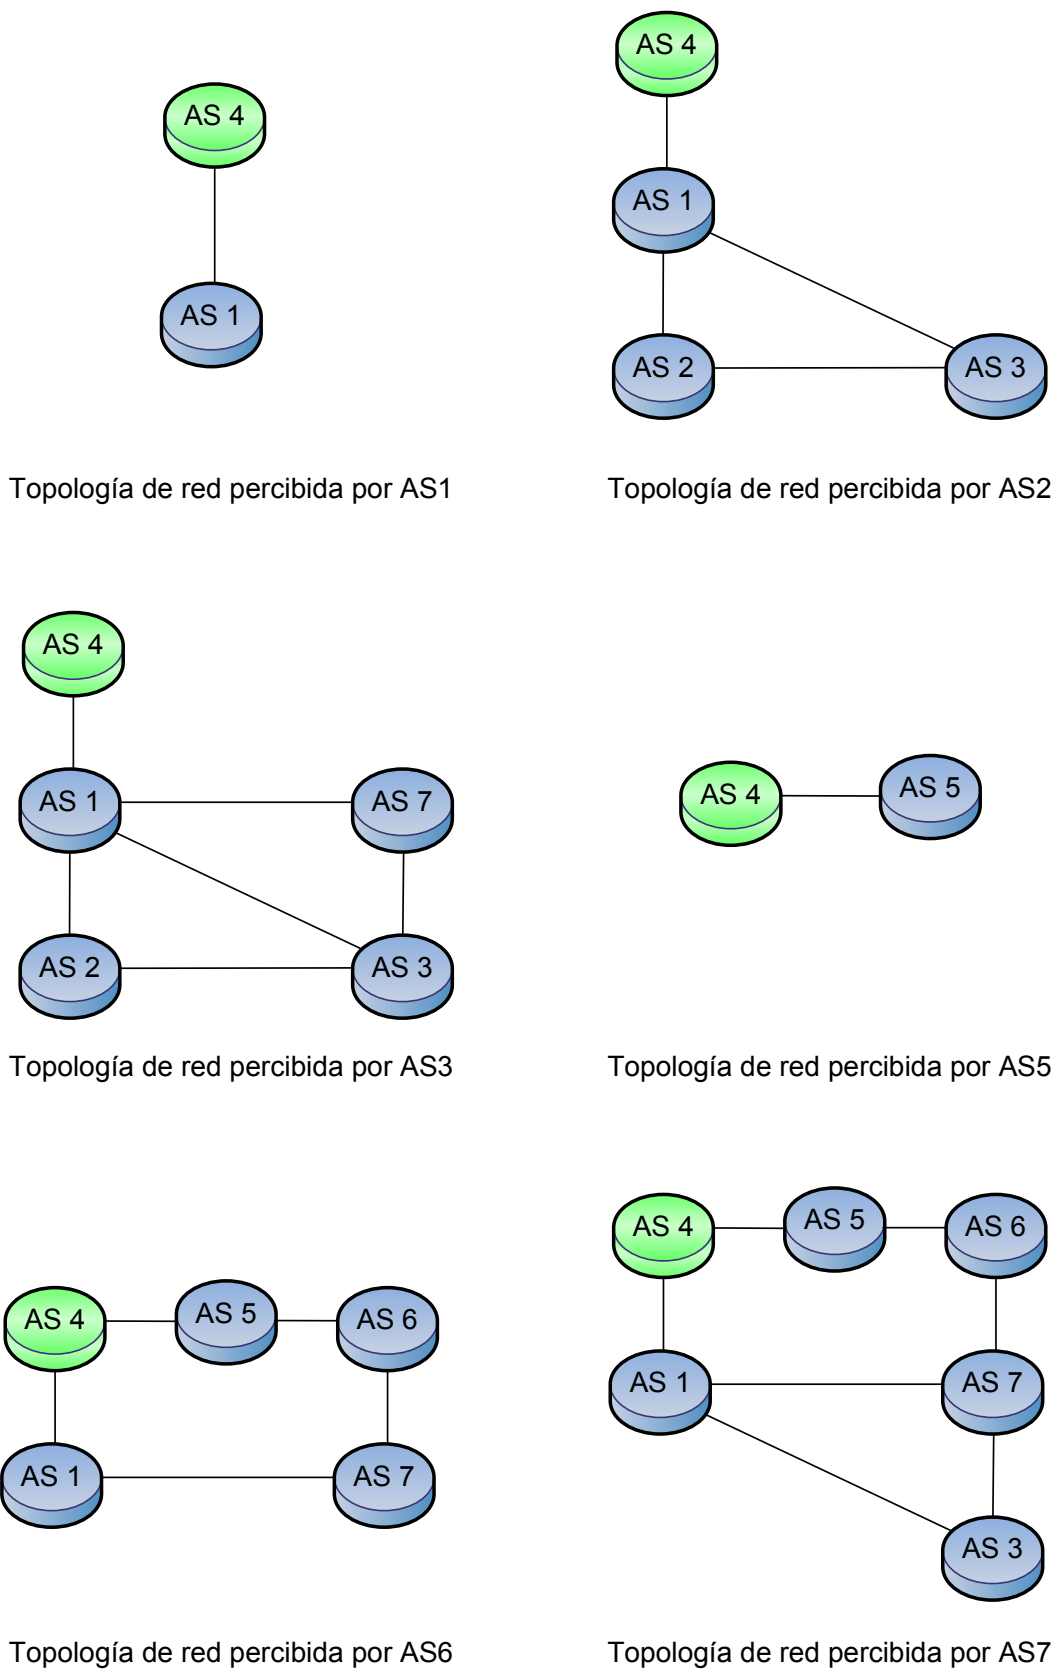 AS 4
AS 1
Topología de red percibida por AS1
AS 4
AS 1
AS 2
AS 3
Topología de red percibida por AS2
AS 4
AS 1
AS 7
AS 2
AS 3
Topología de red percibida por AS3
AS 4
AS 5
Topología de red percibida por AS5
AS 4
AS 5
AS 6
AS 1
AS 7
Topología de red percibida por AS6
AS 4
AS 5
AS 6
AS 1
AS 7
AS 3
Topología de red percibida por AS7